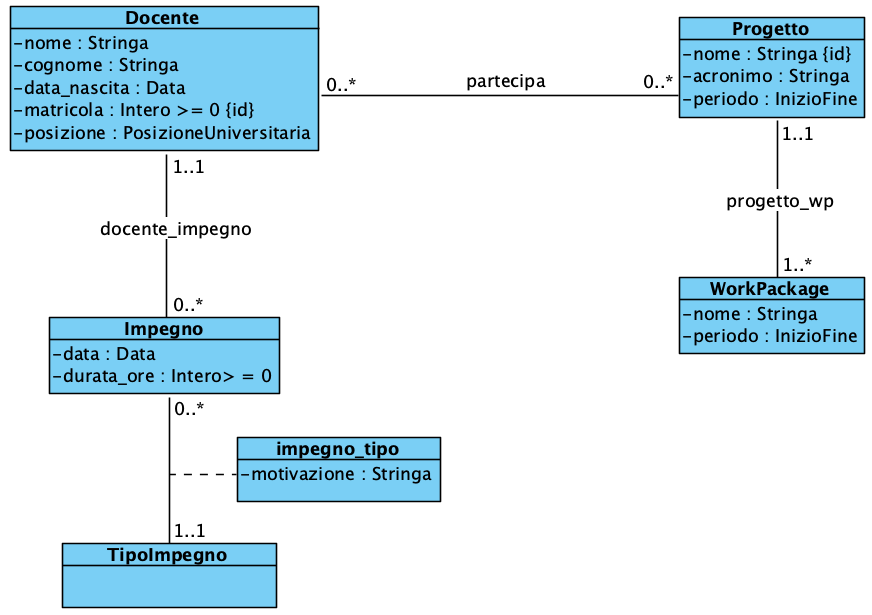 Docente
-nome : Stringa
-cognome : Stringa
-data_nascita : Data
-matricola : Intero >= 0 {id}
-posizione : PosizioneUniversitaria
0..*
partecipa
0..*
Progetto
-nome : Stringa {id}
-acronimo : Stringa
-periodo : InizioFine
1..1
docente_impegno
0..*
1..1
progetto_wp
1..*
Impegno
-data : Data
-durata_ore : Intero> = 0
WorkPackage
-nome : Stringa
-periodo : InizioFine
0..*
impegno_tipo
-motivazione : Stringa
1..1
TipoImpegno